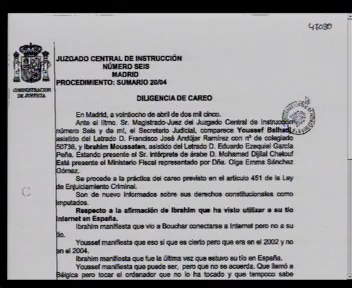 47030
ADMINISTRACION
DE JUSTICIA
JUZGADO CENTRAL DE INSTRUCCIÓN
NÚMERO SEIS
MADRID
PROCEDIMIENTO: SUMARIO 20/04
DILIGENCIA DE CAREO
En Madrid, a veintiocho de abril de dos mil cinco.
Ante el Iltmo. Sr. Magistrado-Juez del Juzgado Central de Instrucción
número Seis y de mí, el Secretario Judicial, comparece Youssef Belhadj,
asistido del Letrado D. Francisco José Andújar Ramírez con nº de colegiado
50736, y Ibrahim Moussaten, asistido del Letrado D. Eduardo Ezequiel García
Peña. Estando presente el Sr. Intérprete de árabe D. Mohamed Djilal Chelouf
Está presente el Ministerio Fiscal representado por Dña. Olga Emma Sánchez
Gómez.
Se procede a la práctica del careo previsto en el artículo 451 de la Ley
de Enjuiciamiento Criminal.
Son de nuevo informados sobre sus derechos constitucionales como
imputados.
Respecto a la afirmación de Ibrahim que ha visto utilizar a su tío
Internet en España.
Ibrahim manifiesta que vio a Bouchar conectarse a Internet pero no a su
tío.
Youssef manifiesta que eso sí que es cierto pero que era en el 2002 y no
en el 2004.
Ibrahim manifiesta que fue la última vez que estuvo su tío en España.
Youssef manifiesta que puede ser, pero que no se acuerda. Que llamó a
Bélgica pero tocar el ordenador que no lo ha tocado y que tampoco sabe